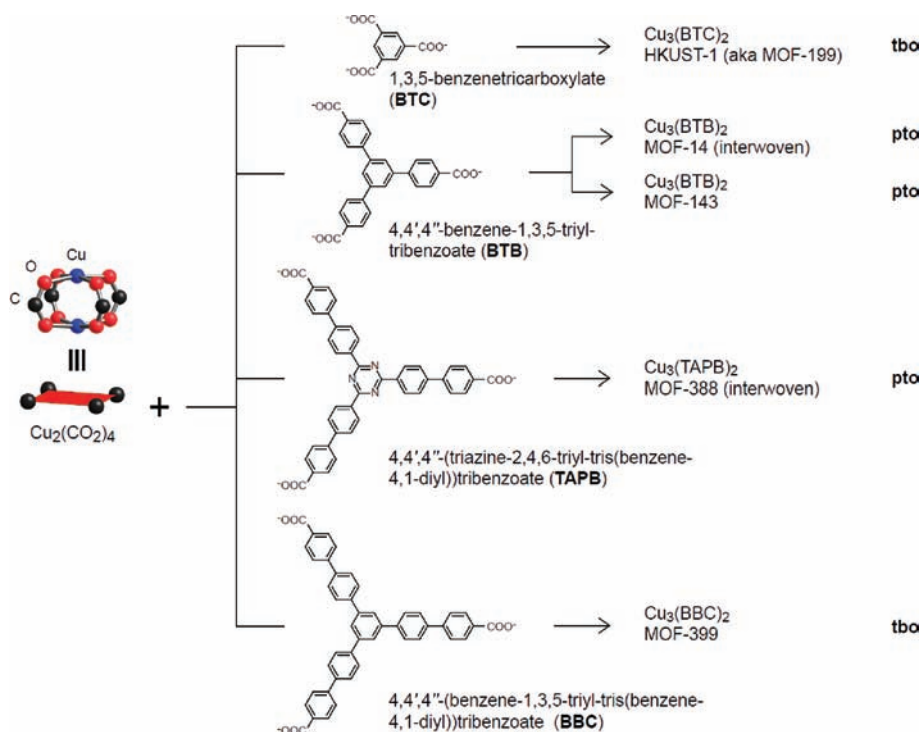 ⁻OOC
COO⁻
⁻OOC
1,3,5-benzenetricarboxylate
(BTC)
Cu₃(BTC)₂
HKUST-1 (aka MOF-199)
tbo
⁻OOC
COO⁻
⁻OOC
4,4',4''-benzene-1,3,5-triyl-
tribenzoate (BTB)
Cu₃(BTB)₂
MOF-14 (interwoven)
pto
Cu₃(BTB)₂
MOF-143
pto
Cu
O
C
Cu₂(CO₂)₄
+
⁻OOC
N
N
N
COO⁻
⁻OOC
4,4',4''-(triazine-2,4,6-triyl-tris(benzene-
4,1-diyl))tribenzoate (TAPB)
Cu₃(TAPB)₂
MOF-388 (interwoven)
pto
⁻OOC
COO⁻
⁻OOC
4,4',4''-(benzene-1,3,5-triyl-tris(benzene-
4,1-diyl))tribenzoate (BBC)
Cu₃(BBC)₂
MOF-399
tbo